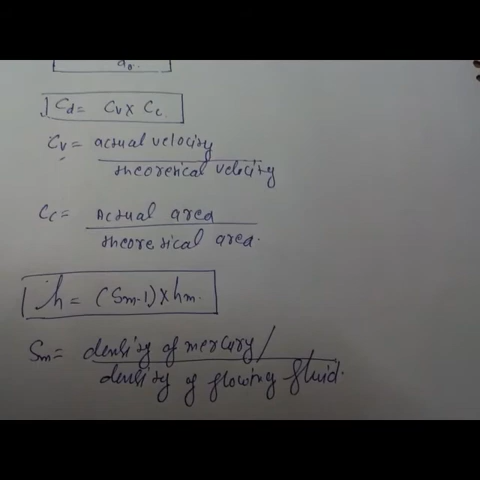 a₀.
Cd = Cv x Cc
Cv = actual velocity
theoretical velocity
Cc = Actual area
theoretical area.
h = (Sm-1) x hm.
Sm = density of mercury /
density of flowing fluid.